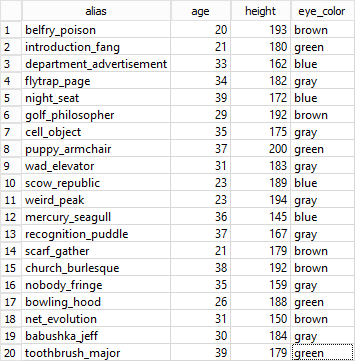 alias age height eye_color
1 belfry_poison 20 193 brown
2 introduction_fang 21 180 green
3 department_advertisement 33 162 blue
4 flytrap_page 34 182 gray
5 night_seat 39 172 blue
6 golf_philosopher 29 192 brown
7 cell_object 35 175 gray
8 puppy_armchair 37 200 green
9 wad_elevator 31 183 gray
10 scow_republic 23 189 blue
11 weird_peak 23 194 gray
12 mercury_seagull 36 145 blue
13 recognition_puddle 37 167 gray
14 scarf_gather 21 179 brown
15 church_burlesque 38 192 brown
16 nobody_fringe 35 159 gray
17 bowling_hood 26 188 green
18 net_evolution 31 150 brown
19 babushka_jeff 30 184 gray
20 toothbrush_major 39 179 green